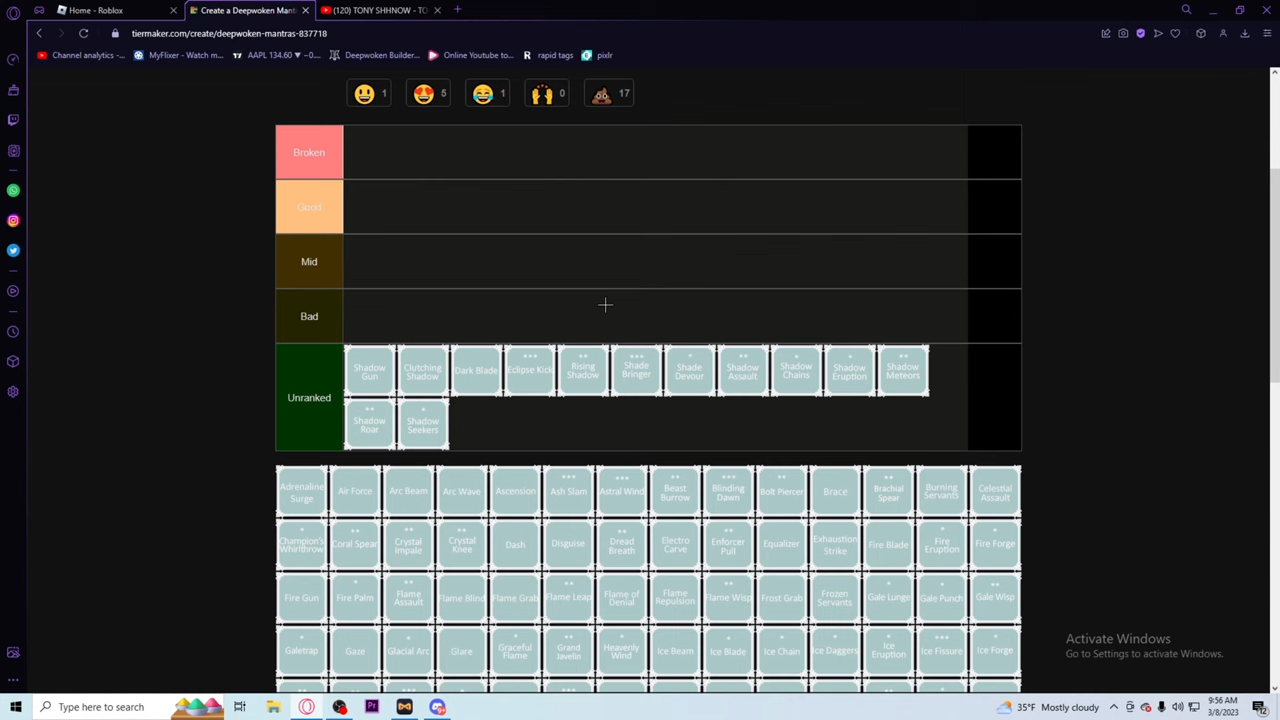 Home - Roblox
Create a Deepwoken Mant
(120) TONY SHHNOW - TO
tiermaker.com/create/deepwoken-mantras-837718
Channel analytics -...
MyFlixer - Watch m...
AAPL 134.60 ▼ −0....
Deepwoken Builder...
Online Youtube to...
rapid tags
pixlr
1
5
1
0
17
Broken
Good
Mid
Bad
Unranked
Shadow Gun
Clutching Shadow
Dark Blade
*** Eclipse Kick
** Rising Shadow
*** Shade Bringer
* Shade Devour
** Shadow Assault
* Shadow Chains
* Shadow Eruption
** Shadow Meteors
** Shadow Roar
* Shadow Seekers
Adrenaline Surge
Air Force
Arc Beam
Arc Wave
Ascension
*** Ash Slam
*** Astral Wind
** Beast Burrow
*** Blinding Dawn
** Bolt Piercer
Brace
** Brachial Spear
Burning Servants
Celestial Assault
* Champion's Whirlthrow
** Coral Spear
** Crystal Impale
** Crystal Knee
Dash
Disguise
** Dread Breath
Electro Carve
** Enforcer Pull
Equalizer
Exhaustion Strike
Fire Blade
* Fire Eruption
* Fire Forge
Fire Gun
* Fire Palm
** Flame Assault
Flame Blind
Flame Grab
** Flame Leap
** Flame of Denial
Flame Repulsion
** Flame Wisp
Frost Grab
Frozen Servants
* Gale Lunge
* Gale Punch
** Gale Wisp
* Galetrap
Gaze
* Glacial Arc
Glare
* Graceful Flame
** Grand Javelin
* Heavenly Wind
Ice Beam
* Ice Blade
* Ice Chain
* Ice Daggers
* Ice Eruption
*** Ice Fissure
* Ice Forge
Activate Windows
Go to Settings to activate Windows.
Type here to search
35°F Mostly cloudy
9:56 AM
3/8/2023
12